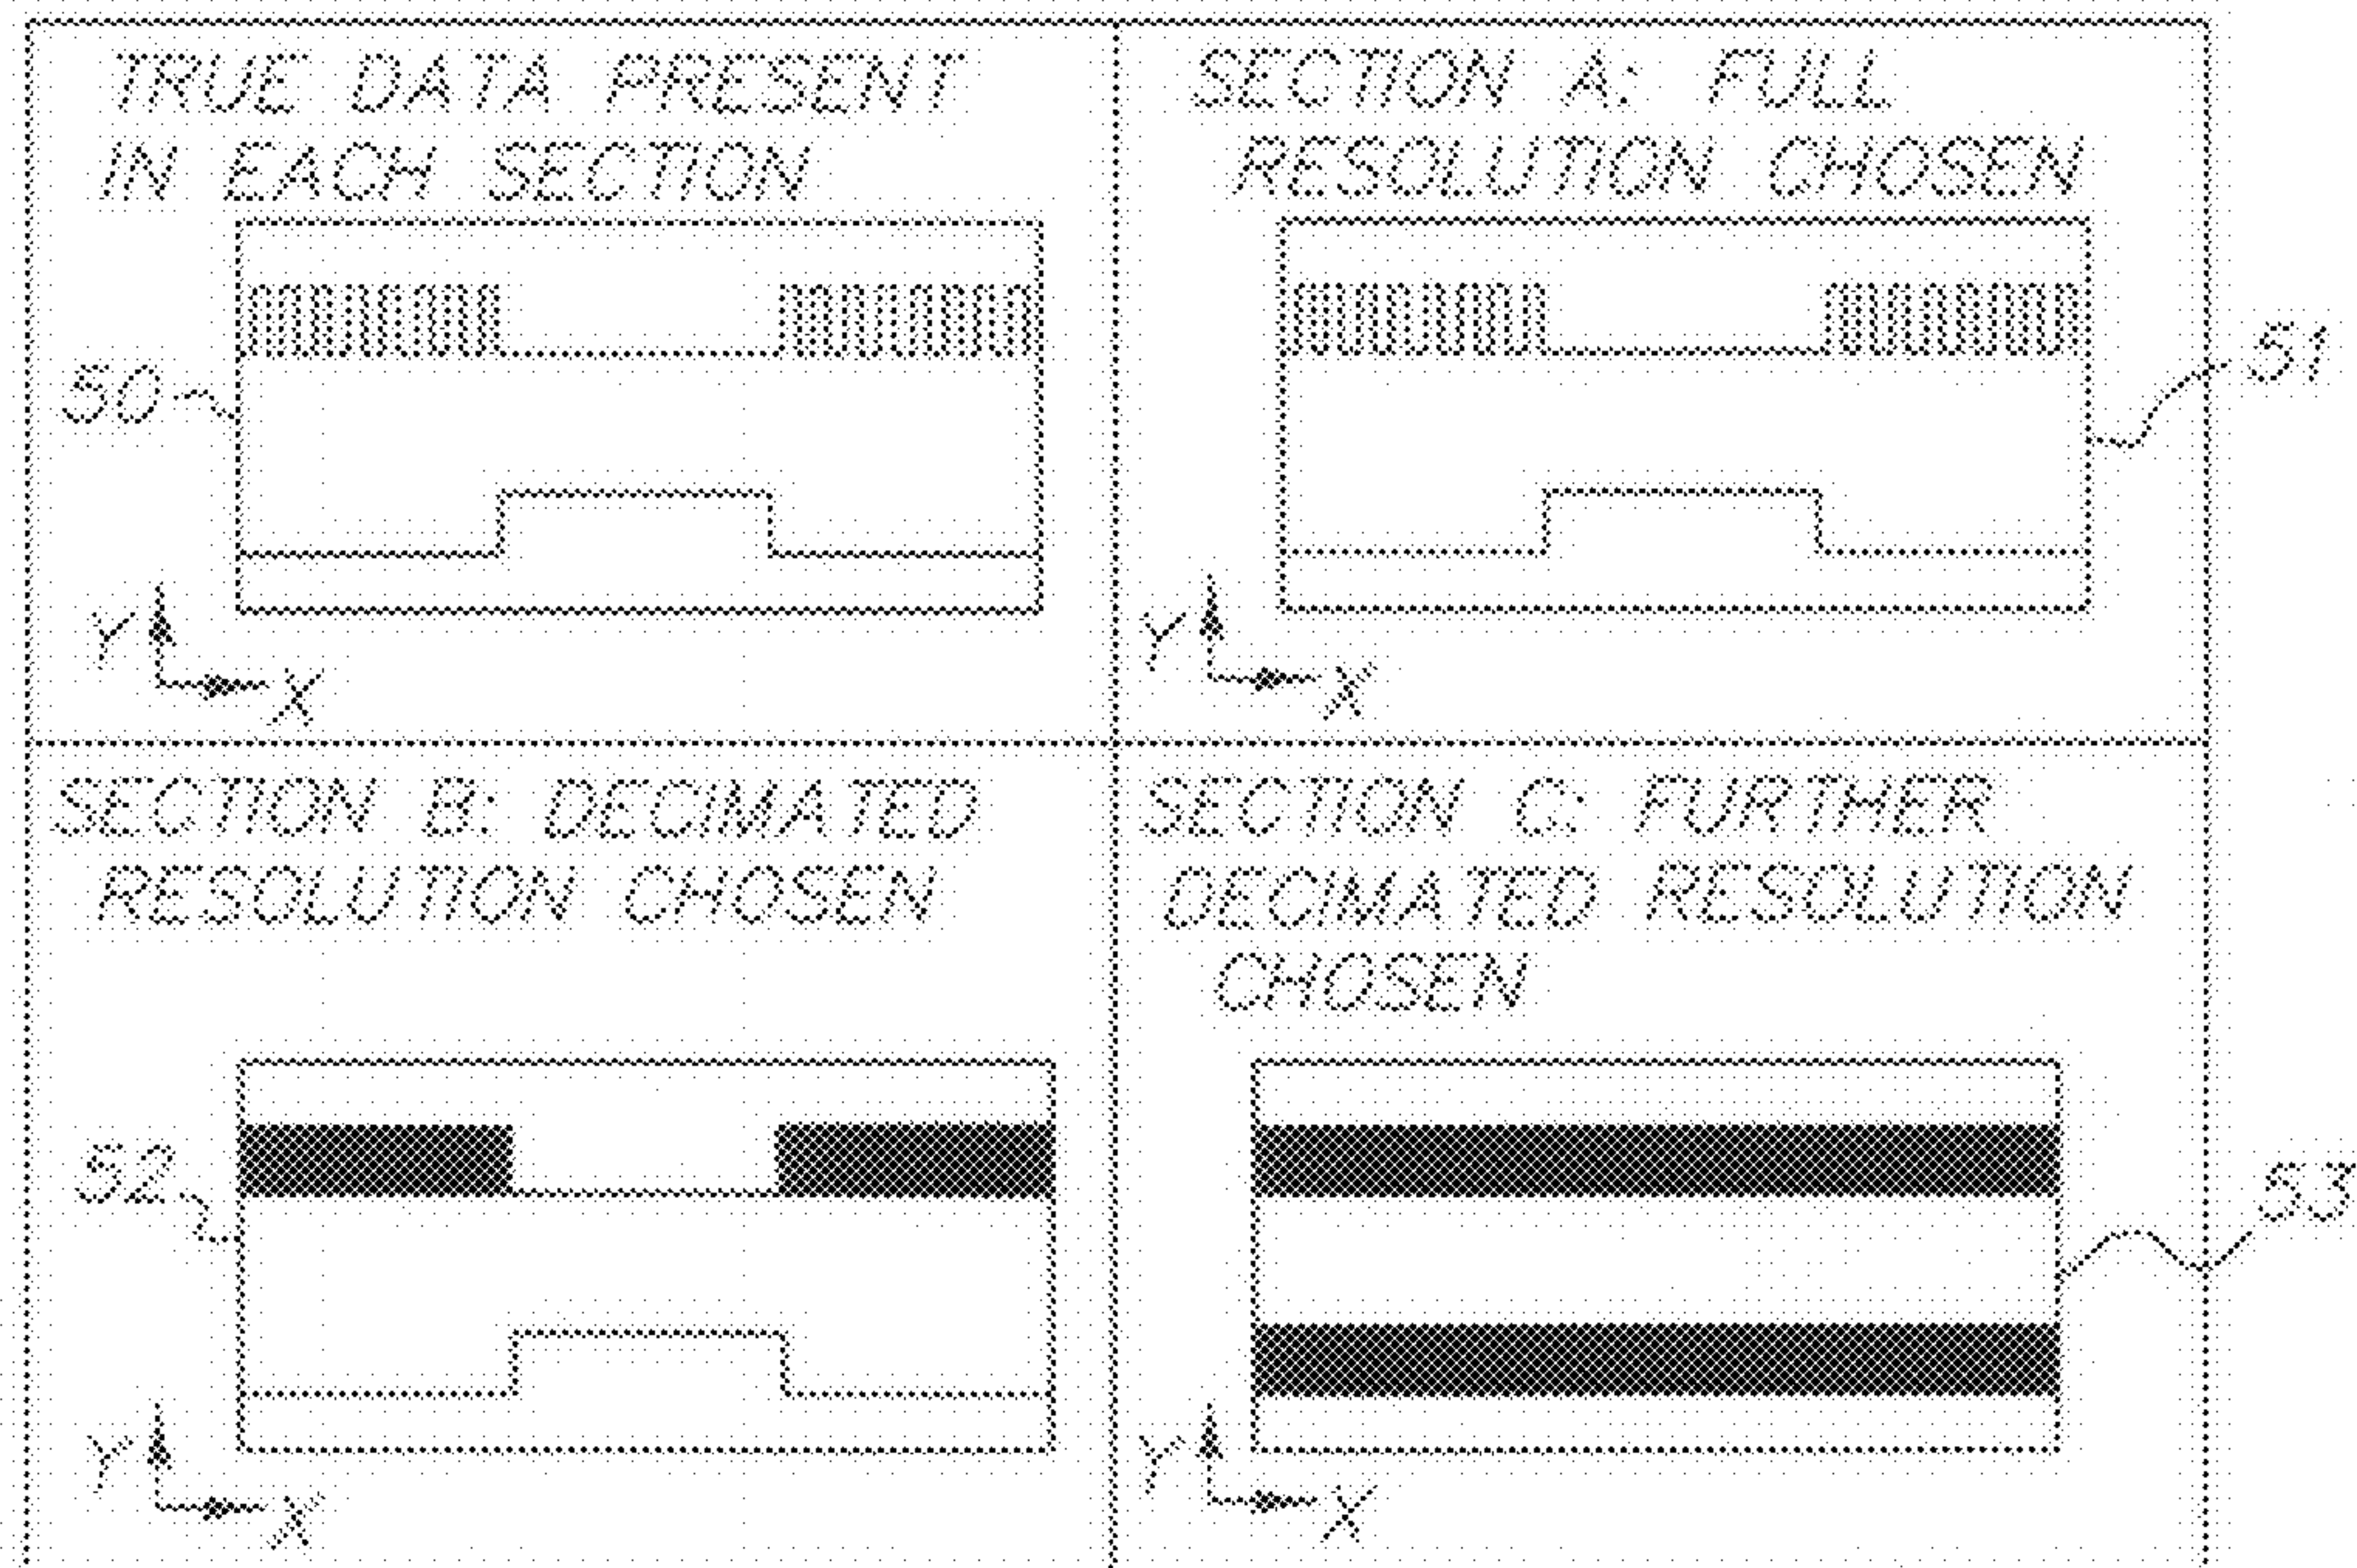 TRUE DATA PRESENT
IN EACH SECTION
50
Y
X
SECTION A: FULL
RESOLUTION CHOSEN
51
Y
X
SECTION B: DECIMATED
RESOLUTION CHOSEN
52
Y
X
SECTION C: FURTHER
DECIMATED RESOLUTION
CHOSEN
53
Y
X